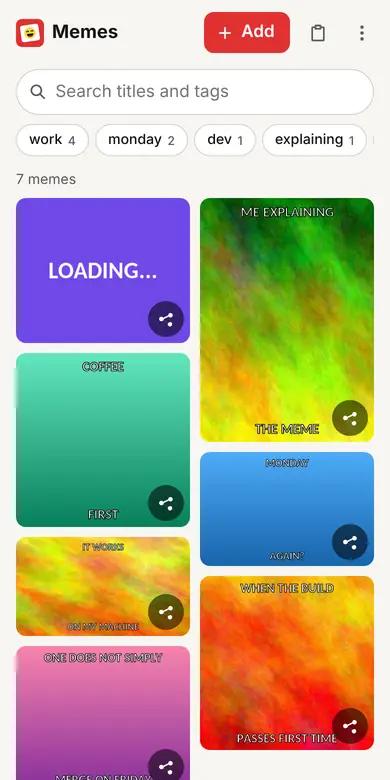 Memes
+ Add
Search titles and tags
work 4
monday 2
dev 1
explaining 1
7 memes
LOADING...
ME EXPLAINING
THE MEME
COFFEE
FIRST
MONDAY
AGAIN?
IT WORKS
ON MY MACHINE
WHEN THE BUILD
PASSES FIRST TIME
ONE DOES NOT SIMPLY
MERGE ON FRIDAY